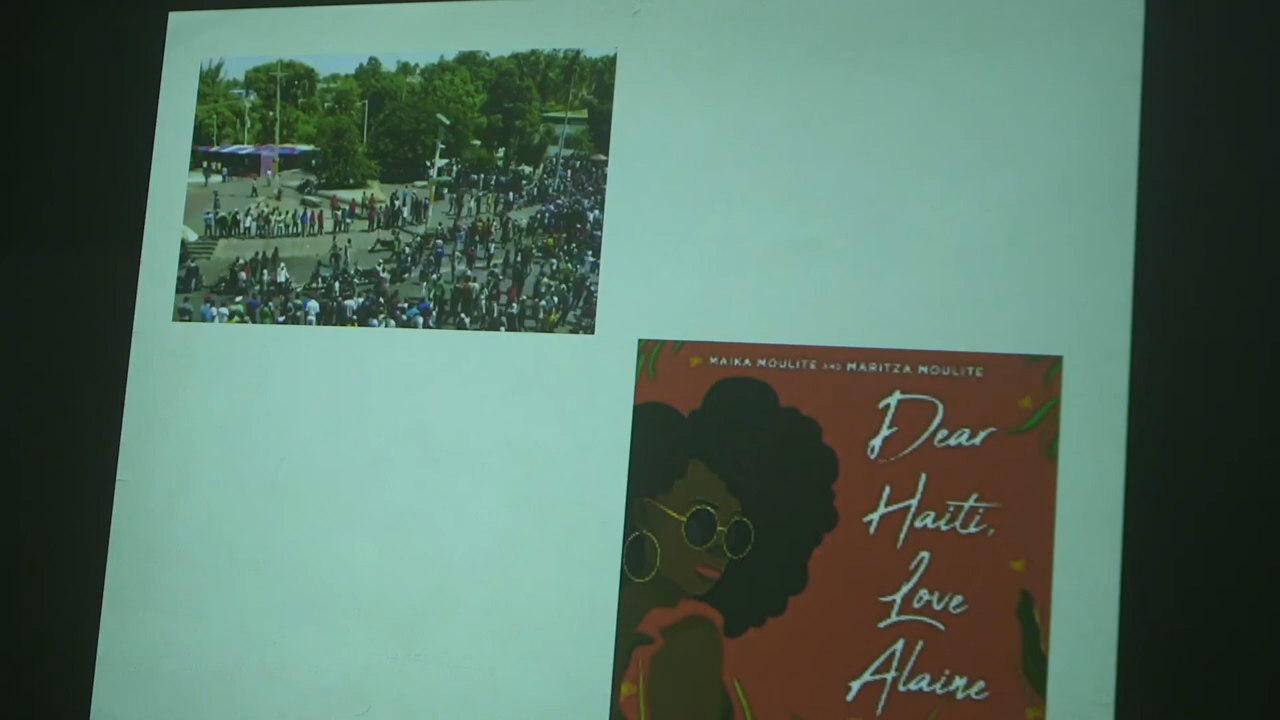 MAIKA MOULITE AND MARITZA MOULITE
Dear
Haiti,
Love
Alaine